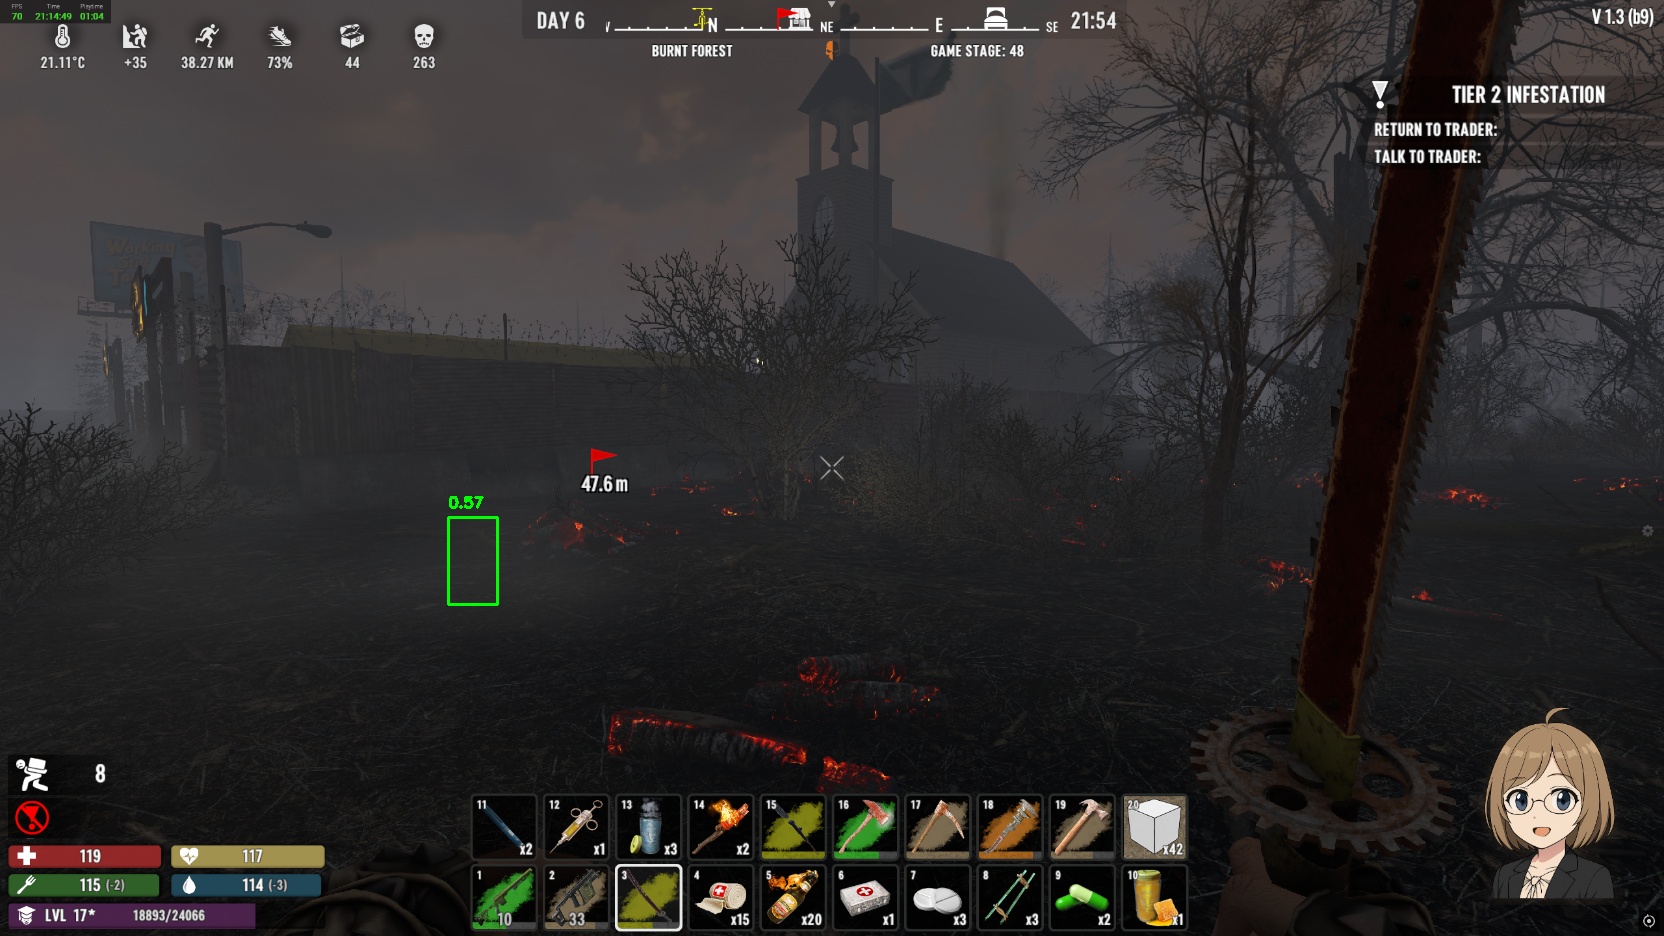 FPS Time Playtime
70 21:14:49 01:04
DAY 6
N
NE
E
SE
21:54
V 1.3 (b9)
21.11°C
+35
38.27 KM
73%
44
263
BURNT FOREST
GAME STAGE: 48
TIER 2 INFESTATION
RETURN TO TRADER:
TALK TO TRADER:
47.6 m
0.57
8
11 x2
12 x1
13 x3
14 x2
15
16
17
18
19
20 x42
119
117
115 (-2)
114 (-3)
1 10
2 33
3
4 x15
5 x20
6 x1
7 x3
8 x3
9 x2
10 x1
LVL 17*
18893/24066